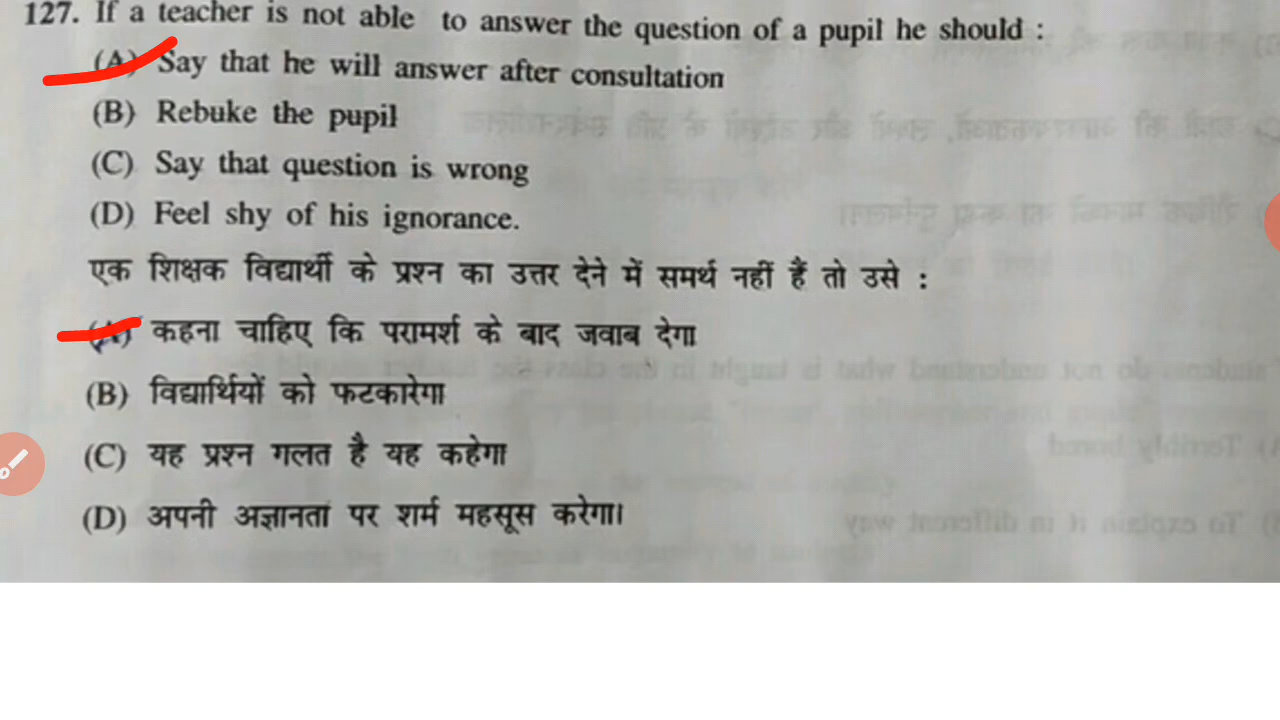 127. If a teacher is not able to answer the question of a pupil he should :
(A) Say that he will answer after consultation
(B) Rebuke the pupil
(C) Say that question is wrong
(D) Feel shy of his ignorance.
एक शिक्षक विद्यार्थी के प्रश्न का उत्तर देने में समर्थ नहीं हैं तो उसे :
(A) कहना चाहिए कि परामर्श के बाद जवाब देगा
(B) विद्यार्थियों को फटकारेगा
(C) यह प्रश्न गलत है यह कहेगा
(D) अपनी अज्ञानता पर शर्म महसूस करेगा।